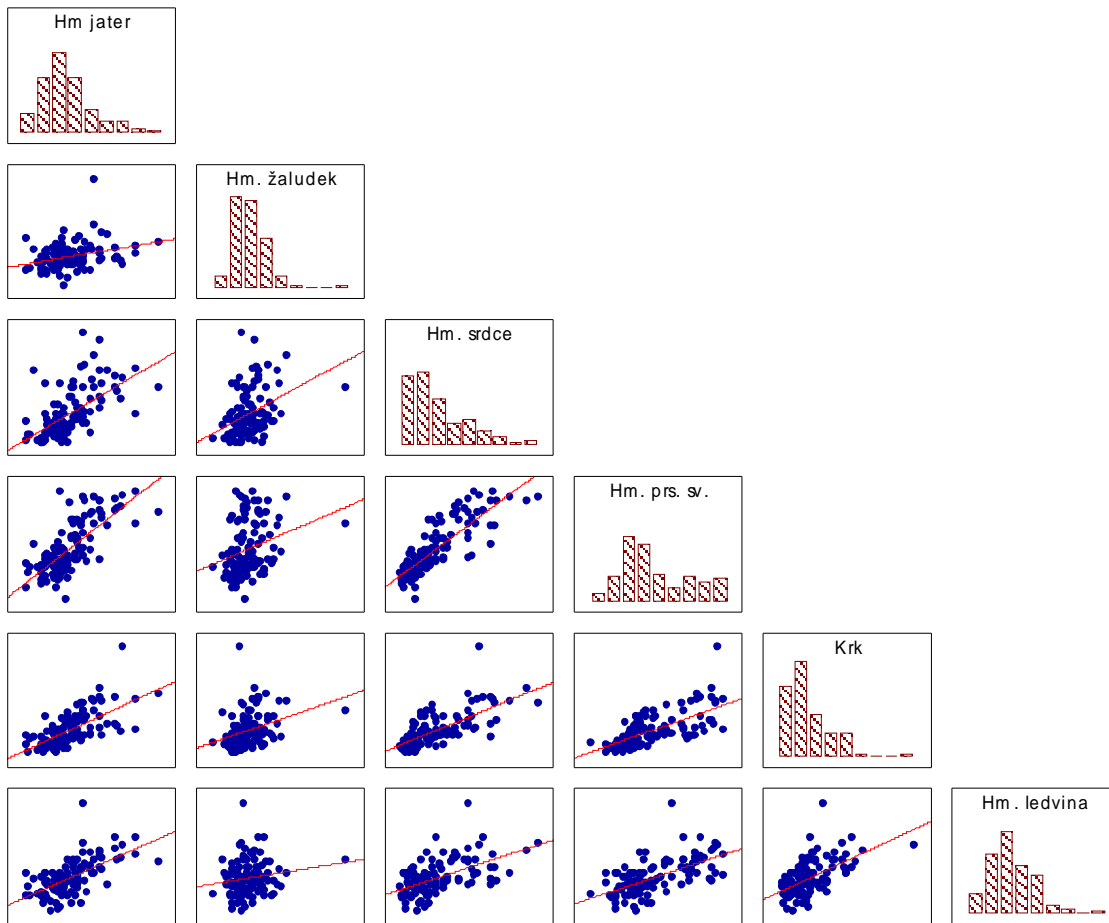 Hm jater
Hm. žaludek
Hm. srdce
Hm. prs. sv.
Krk
Hm. ledvina